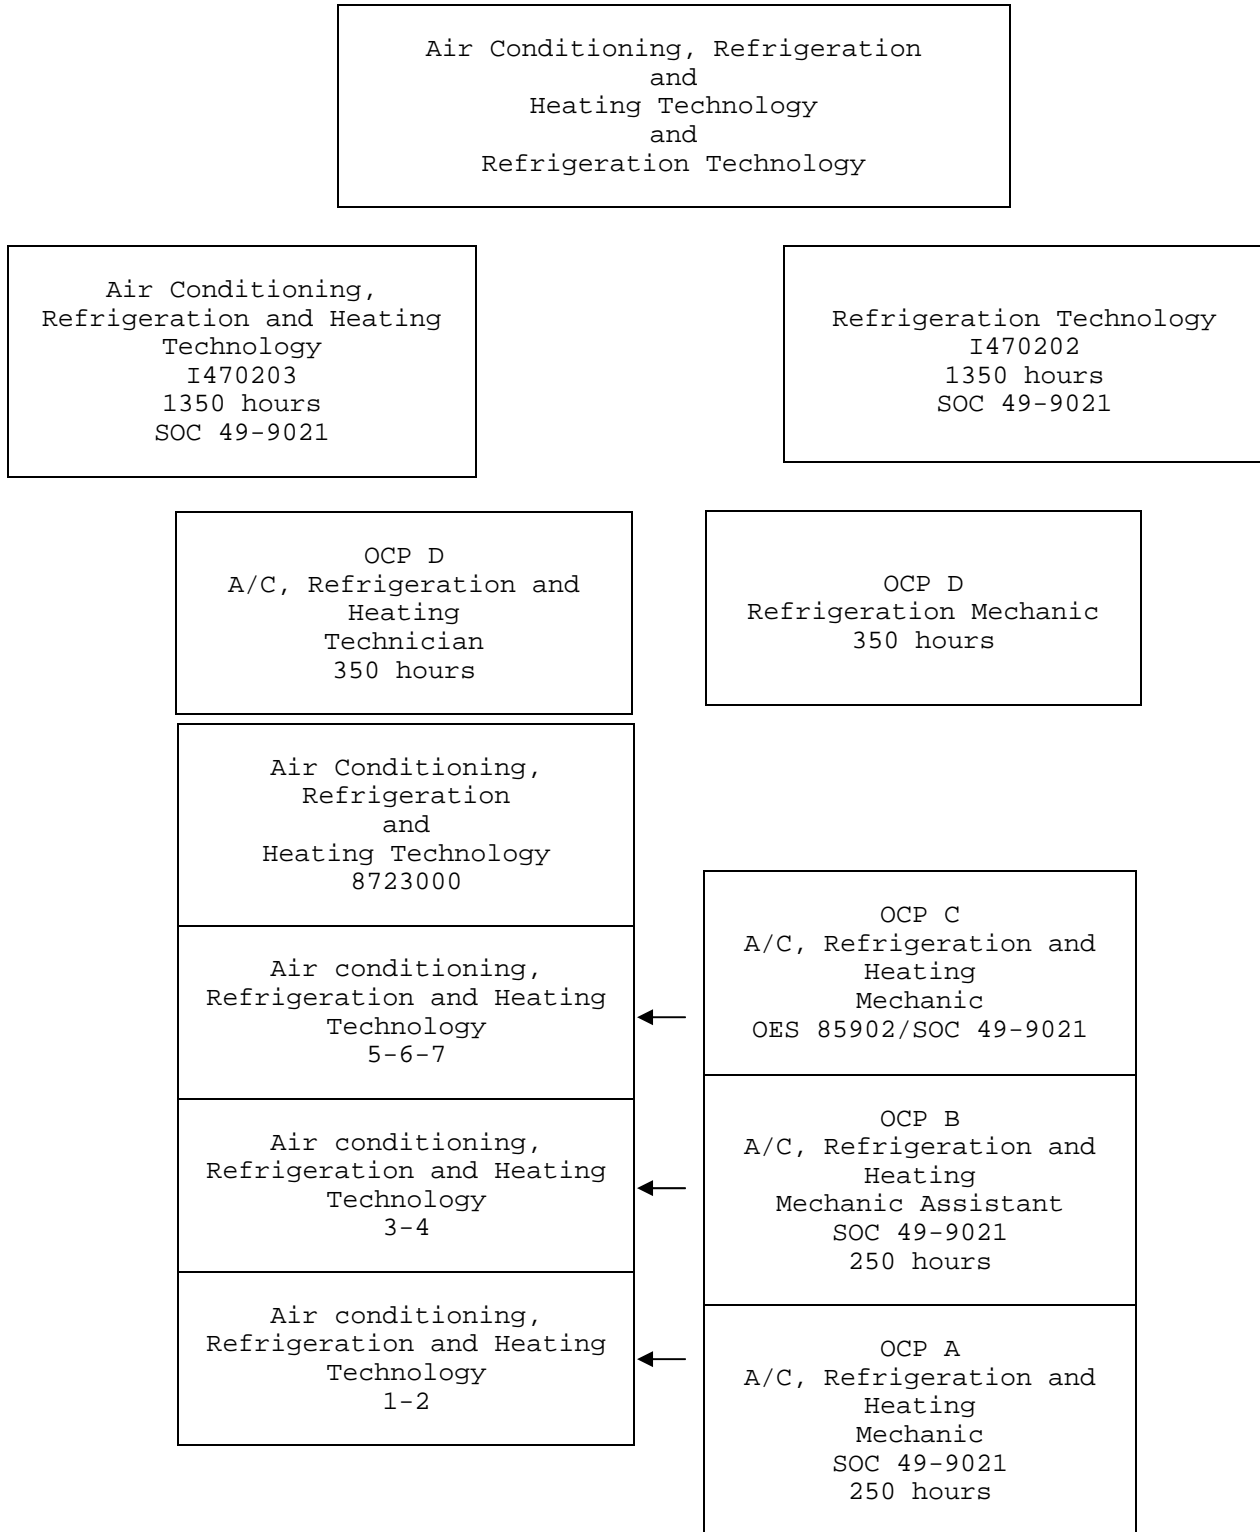 Air Conditioning, Refrigeration
and
Heating Technology
and
Refrigeration Technology
Air Conditioning,
Refrigeration and Heating
Technology
I470203
1350 hours
SOC 49-9021
Refrigeration Technology
I470202
1350 hours
SOC 49-9021
OCP D
A/C, Refrigeration and
Heating
Technician
350 hours
OCP D
Refrigeration Mechanic
350 hours
Air Conditioning,
Refrigeration
and
Heating Technology
8723000
Air conditioning,
Refrigeration and Heating
Technology
5-6-7
Air conditioning,
Refrigeration and Heating
Technology
3-4
Air conditioning,
Refrigeration and Heating
Technology
1-2
OCP C
A/C, Refrigeration and
Heating
Mechanic
OES 85902/SOC 49-9021
OCP B
A/C, Refrigeration and
Heating
Mechanic Assistant
SOC 49-9021
250 hours
OCP A
A/C, Refrigeration and
Heating
Mechanic
SOC 49-9021
250 hours